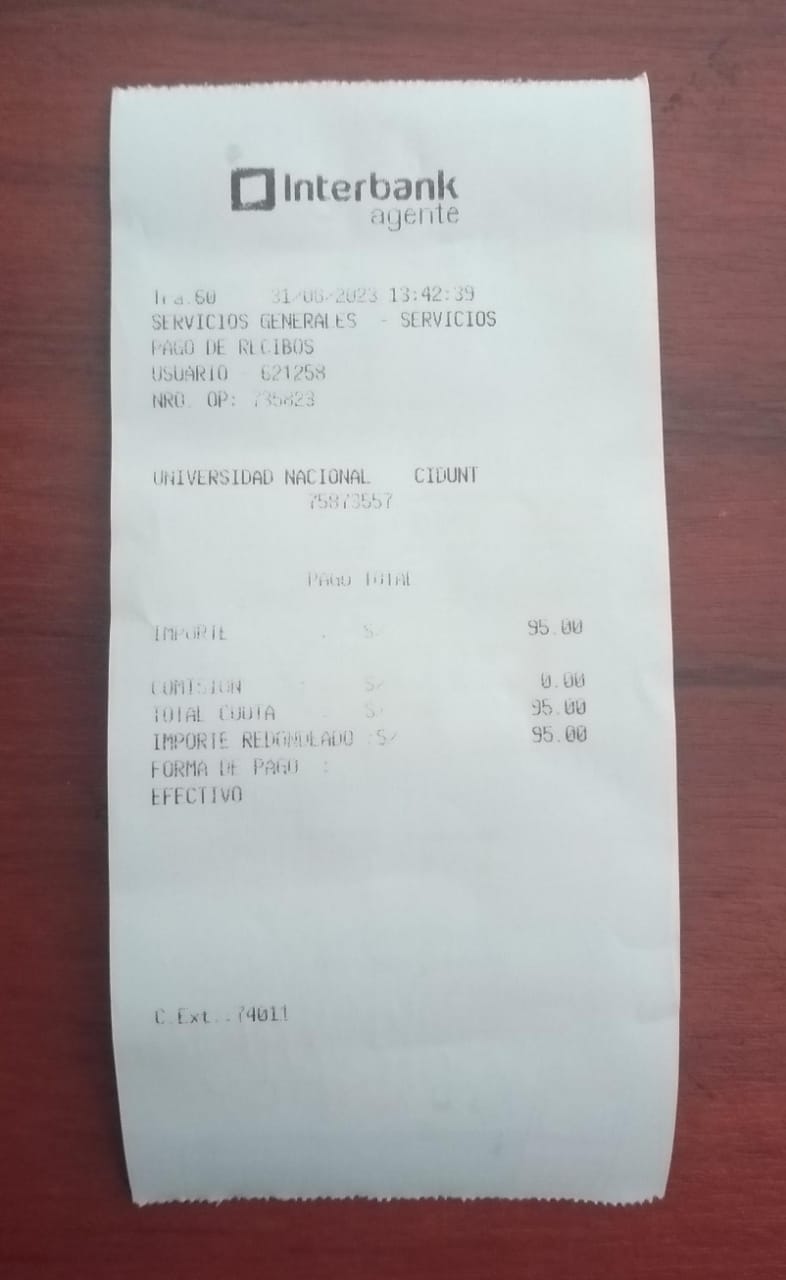 Interbank
agente
Tra.60 31/08/2023 13:42:39
SERVICIOS GENERALES - SERVICIOS
PAGO DE RECIBOS
USUARIO 621258
NRO. OP: 735823
UNIVERSIDAD NACIONAL CIDUNT
75873557
PAGO TOTAL
IMPORTE : S/ 95.00
COMISION : S/ 0.00
TOTAL CUOTA : S/ 95.00
IMPORTE REDONDEADO :S/ 95.00
FORMA DE PAGO :
EFECTIVO
C.Ext..74011